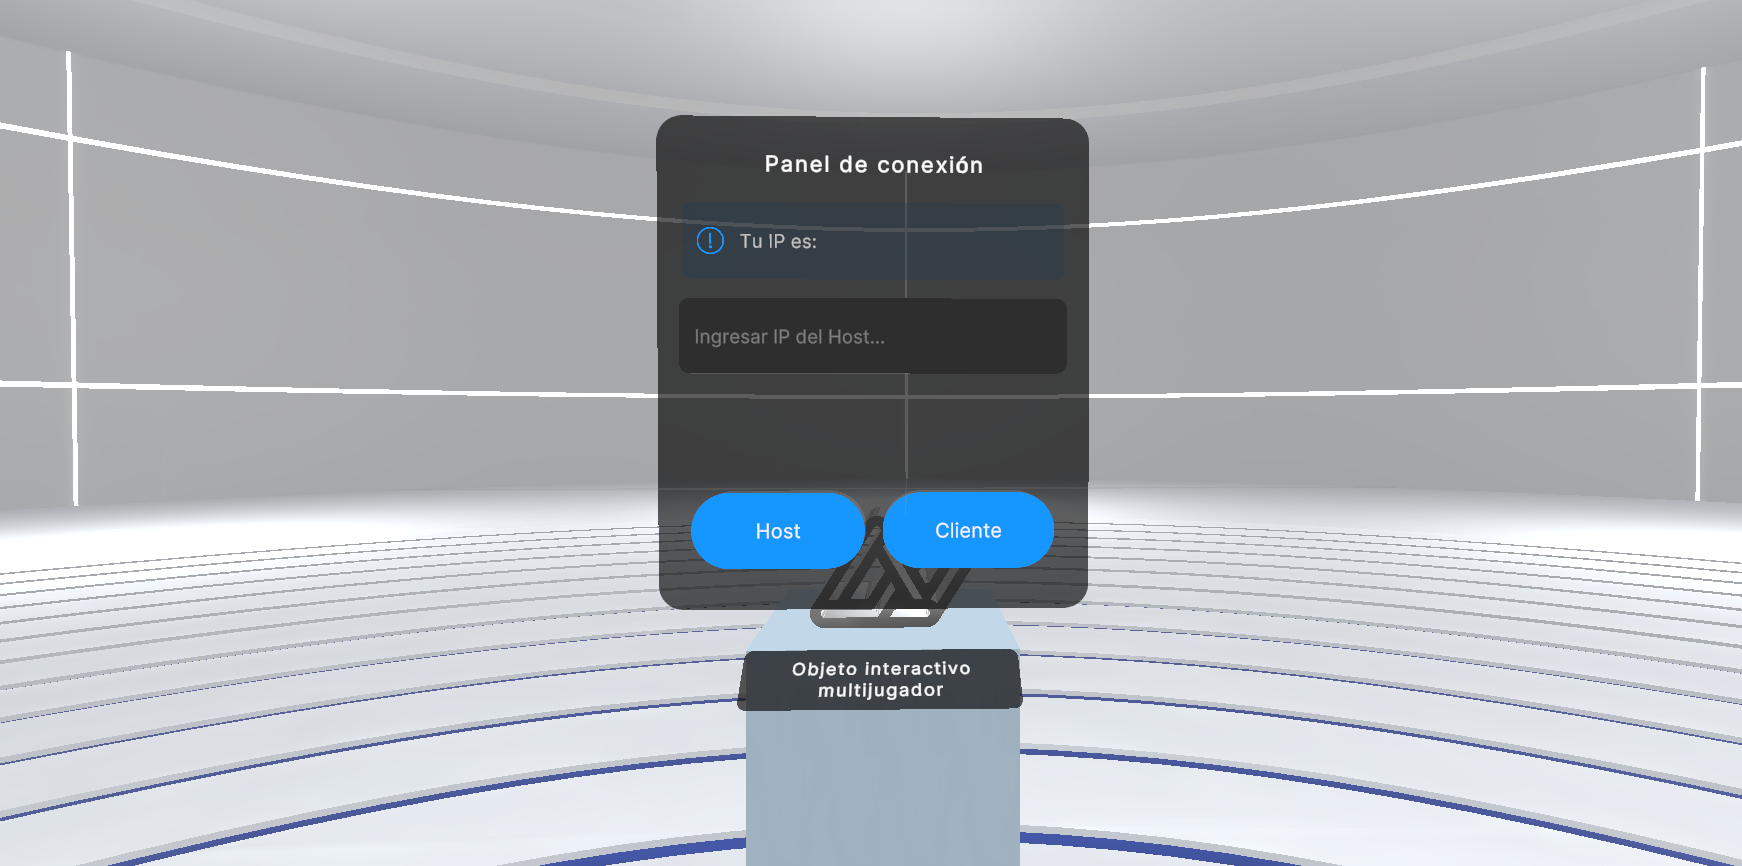 Panel de conexión
Tu IP es:
Ingresar IP del Host...
Host
Cliente
Objeto interactivo
multijugador